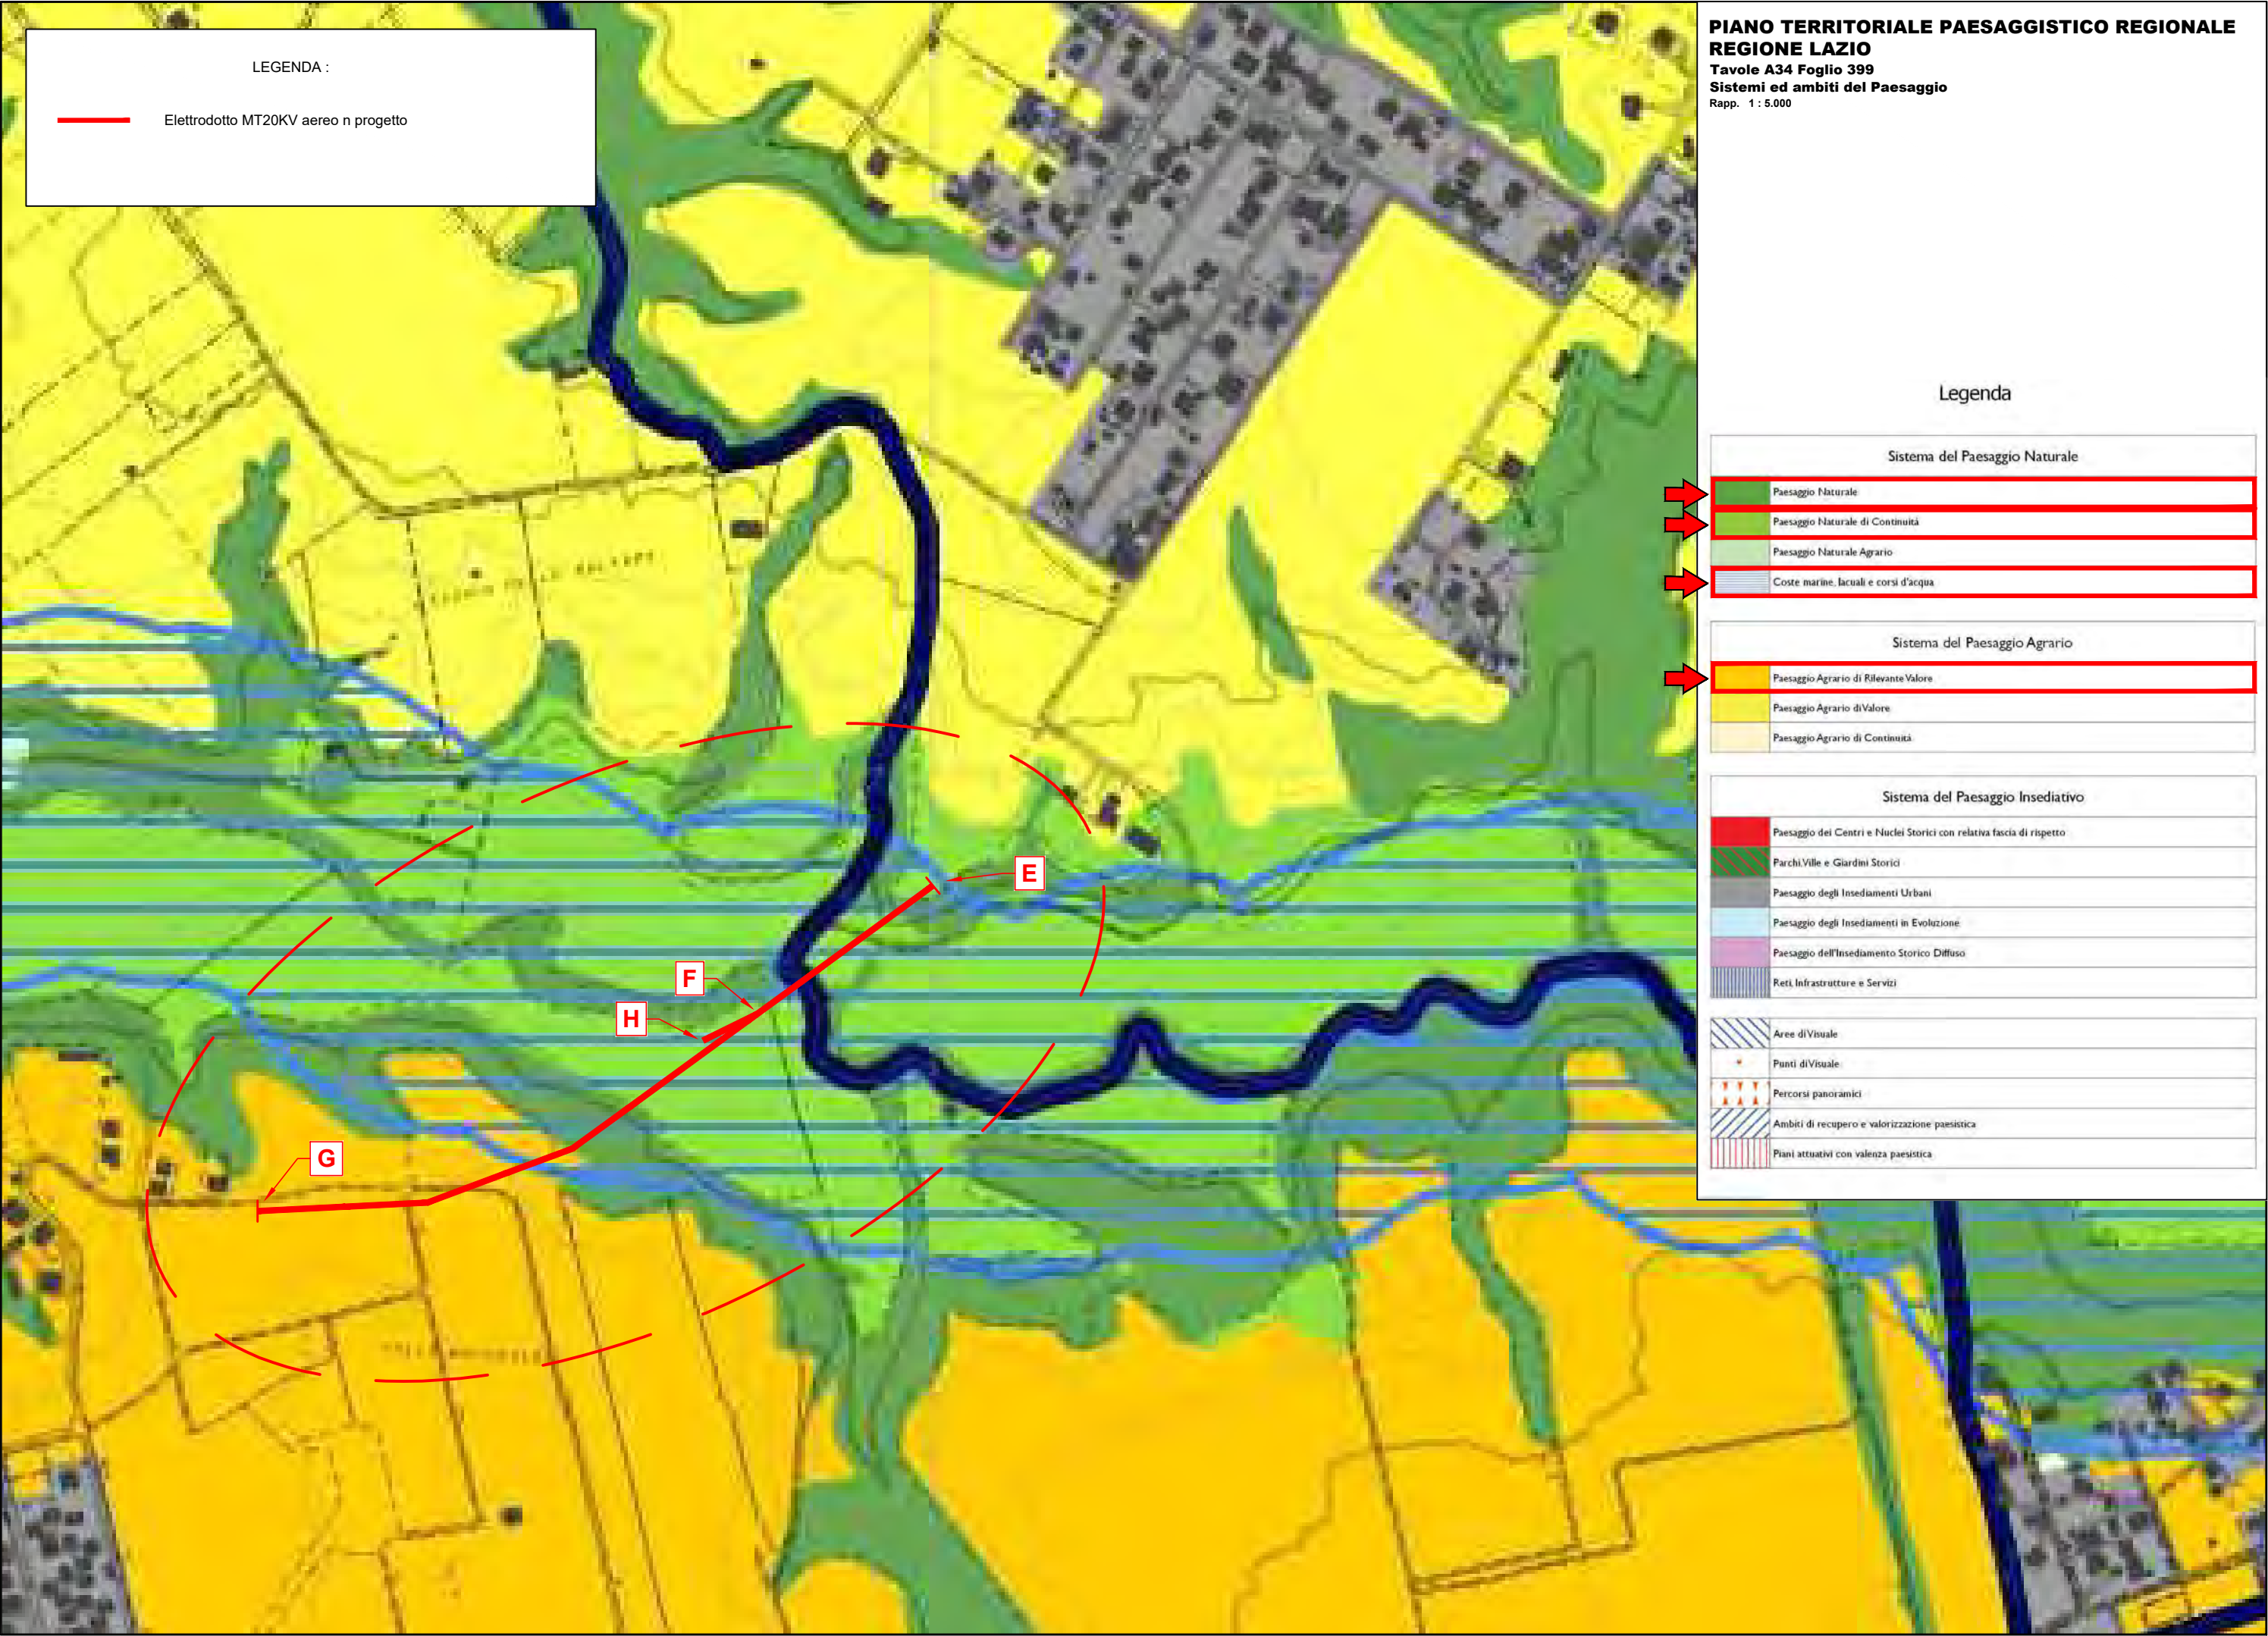 LEGENDA :
Elettrodotto MT20KV aereo n progetto
PIANO TERRITORIALE PAESAGGISTICO REGIONALE
REGIONE LAZIO
Tavole A34 Foglio 399
Sistemi ed ambiti del Paesaggio
Rapp. 1 : 5.000
Legenda
Sistema del Paesaggio Naturale
Paesaggio Naturale
Paesaggio Naturale di Continuità
Paesaggio Naturale Agrario
Coste marine, lacuali e corsi d'acqua
Sistema del Paesaggio Agrario
Paesaggio Agrario di Rilevante Valore
Paesaggio Agrario di Valore
Paesaggio Agrario di Continuità
Sistema del Paesaggio Insediativo
Paesaggio dei Centri e Nuclei Storici con relativa fascia di rispetto
Parchi, Ville e Giardini Storici
Paesaggio degli Insediamenti Urbani
Paesaggio degli Insediamenti in Evoluzione
Paesaggio dell'Insediamento Storico Diffuso
Reti, Infrastrutture e Servizi
Aree di Visuale
Punti di Visuale
Percorsi panoramici
Ambiti di recupero e valorizzazione paesistica
Piani attuativi con valenza paesistica
E
F
H
G